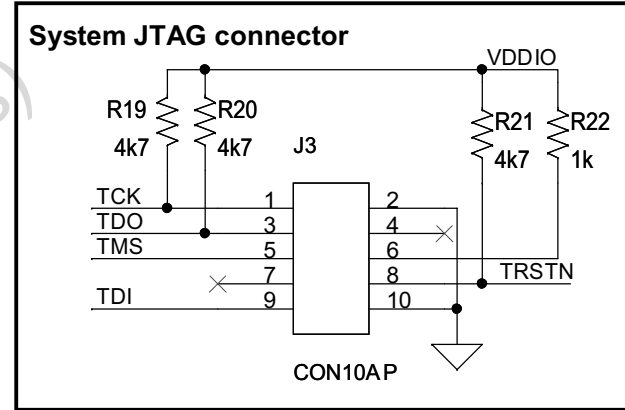 System JTAG connector
VDDIO
R19
R20
R21
R22
4k7
4k7
J3
4k7
1k
TCK
1
2
TDO
3
4
TMS
5
6
7
8
TRSTN
TDI
9
10
CON10AP